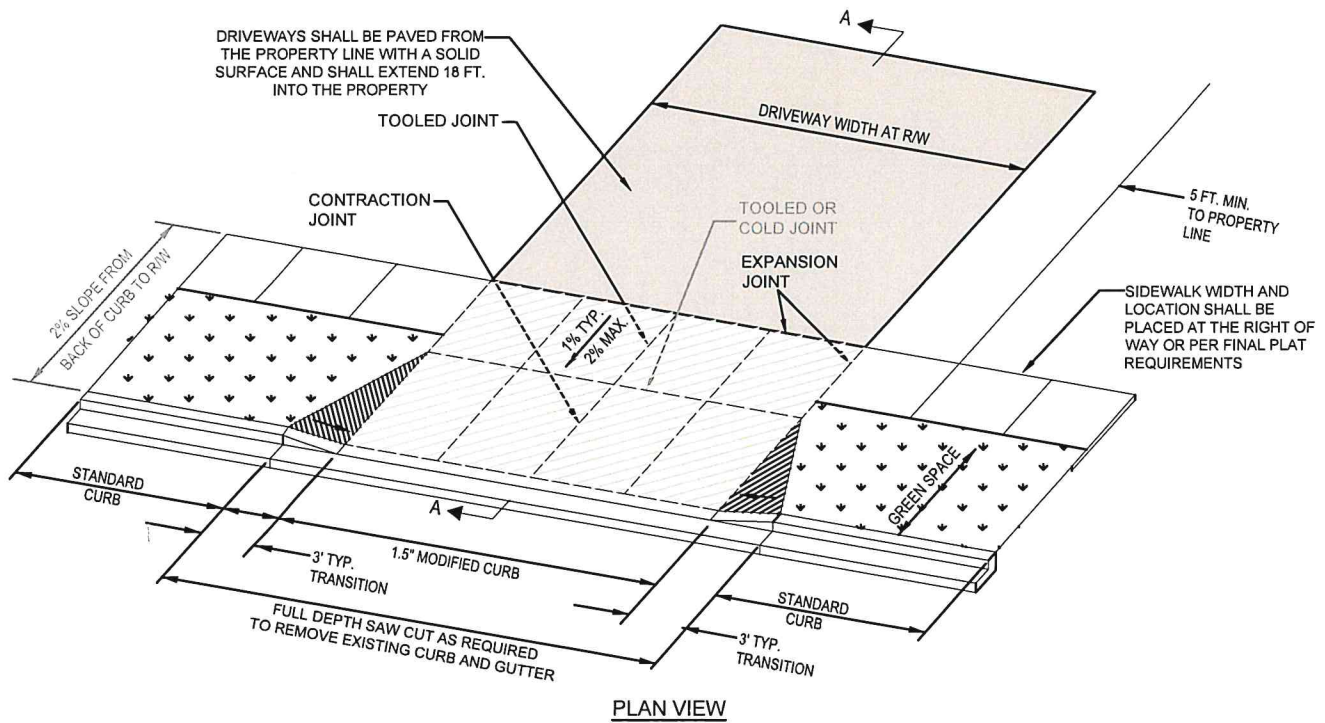 A
DRIVEWAYS SHALL BE PAVED FROM
THE PROPERTY LINE WITH A SOLID
SURFACE AND SHALL EXTEND 18 FT.
INTO THE PROPERTY
TOOLED JOINT
DRIVEWAY WIDTH AT R/W
CONTRACTION
JOINT
TOOLED OR
COLD JOINT
5 FT. MIN.
TO PROPERTY
LINE
EXPANSION
JOINT
2% SLOPE FROM
BACK OF CURB TO R/W
1% TYP.
2% MAX.
SIDEWALK WIDTH AND
LOCATION SHALL BE
PLACED AT THE RIGHT OF
WAY OR PER FINAL PLAT
REQUIREMENTS
GREEN SPACE
STANDARD
CURB
A
1.5" MODIFIED CURB
3' TYP.
TRANSITION
STANDARD
CURB
FULL DEPTH SAW CUT AS REQUIRED
TO REMOVE EXISTING CURB AND GUTTER
3' TYP.
TRANSITION
PLAN VIEW